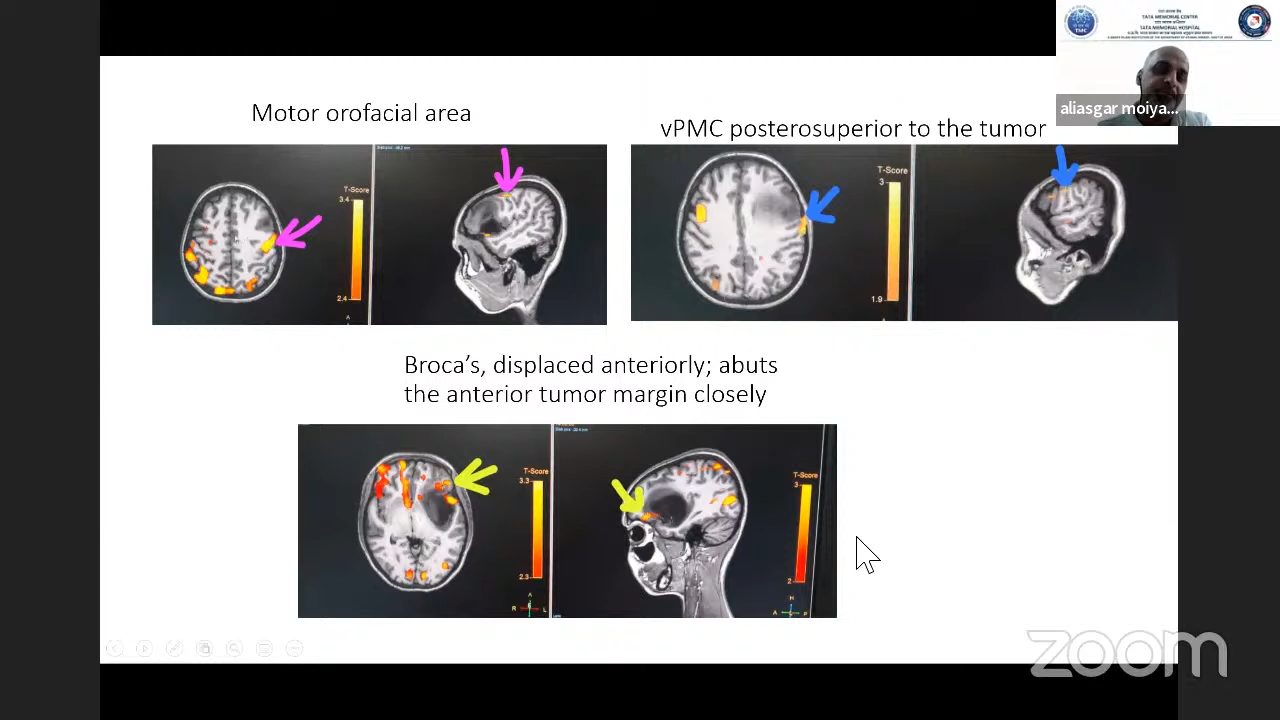 TATA MEMORIAL CENTER
TATA MEMORIAL HOSPITAL
TMC
aliasgar moiya...
Motor orofacial area
vPMC posterosuperior to the tumor
T-Score
3.4
2.4
A
T-Score
3
1.9
A
Broca's, displaced anteriorly; abuts
the anterior tumor margin closely
T-Score
3.3
2.3
A
R
L
T-Score
3
2
H
A
P
zoom